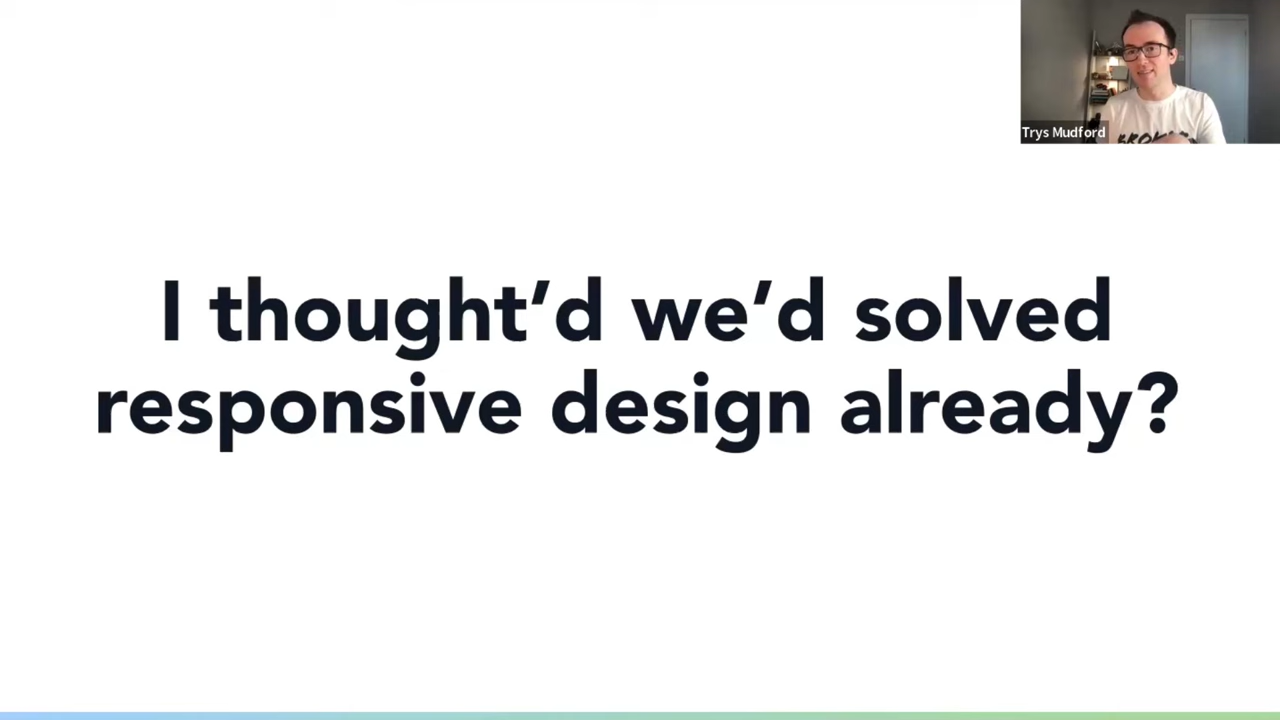 Trys Mudford
I thought’d we’d solved
responsive design already?